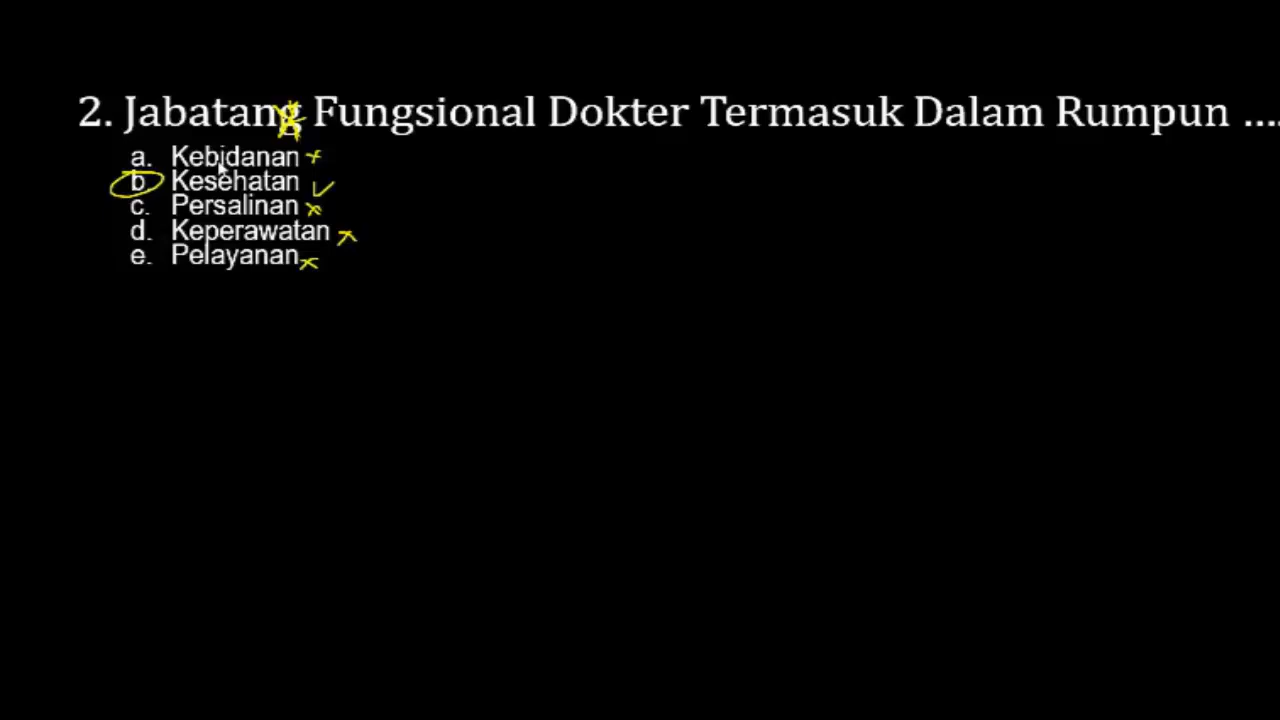 2. Jabatang Fungsional Dokter Termasuk Dalam Rumpun ....
a. Kebidanan
b. Kesehatan
c. Persalinan
d. Keperawatan
e. Pelayanan